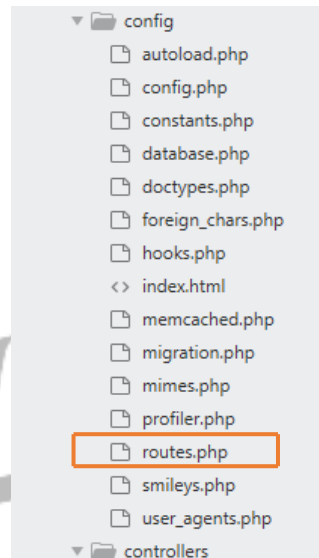 config
autoload.php
config.php
constants.php
database.php
doctypes.php
foreign_chars.php
hooks.php
<> index.html
memcached.php
migration.php
mimes.php
profiler.php
routes.php
smileys.php
user_agents.php
controllers